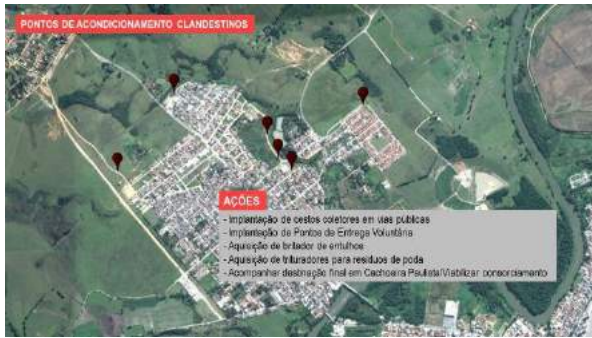 PONTOS DE ACONDICIONAMENTO CLANDESTINOS
AÇÕES
- Implantação de cestos coletores em vias públicas
- Implantação de Pontos de Entrega Voluntária
- Aquisição de britador de entulhos
- Aquisição de trituradores para resíduos de poda
- Acompanhar destinação final em Cachoeira Paulista/Viabilizar consorciamento